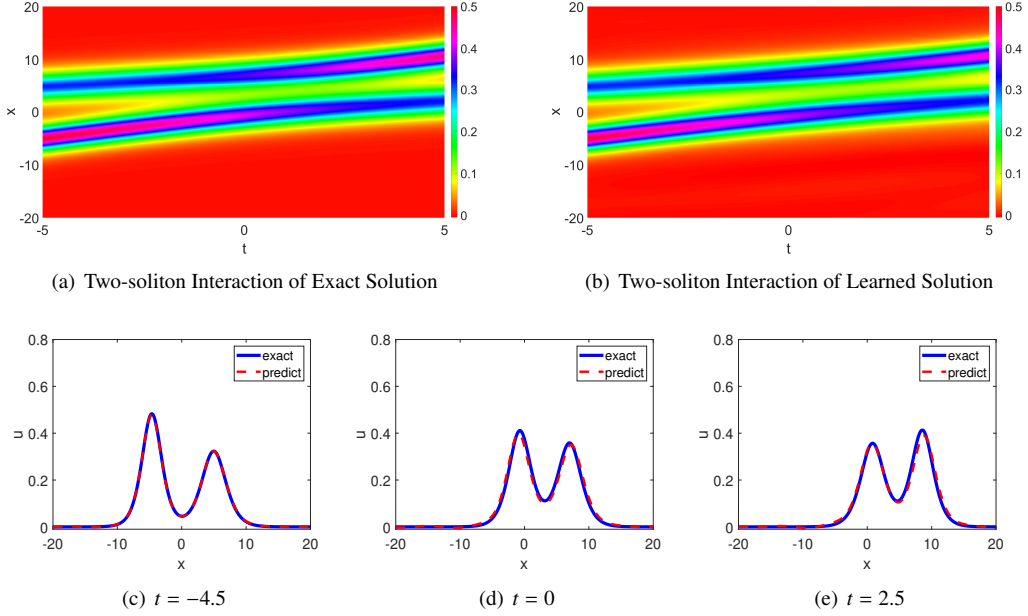 20
10
0
-10
-20
x
-5
0
5
t
0.5
0.4
0.3
0.2
0.1
0
20
10
0
-10
-20
x
-5
0
5
t
0.5
0.4
0.3
0.2
0.1
0
(a) Two-soliton Interaction of Exact Solution
(b) Two-soliton Interaction of Learned Solution
0.8
0.6
0.4
0.2
0
u
-20
-10
0
10
20
x
exact
predict
(c) t = −4.5
0.8
0.6
0.4
0.2
0
u
-20
-10
0
10
20
x
exact
predict
(d) t = 0
0.8
0.6
0.4
0.2
0
u
-20
-10
0
10
20
x
exact
predict
(e) t = 2.5